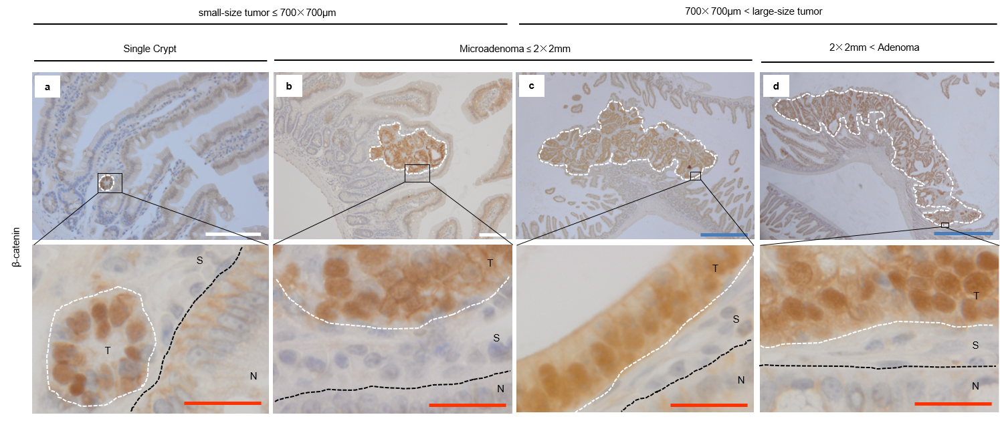 small-size tumor ≤ 700×700μm
700×700μm < large-size tumor
Single Crypt
Microadenoma ≤ 2×2mm
2×2mm < Adenoma
a
b
c
d
β-catenin
S
T
N
T
S
N
T
S
N
T
S
N